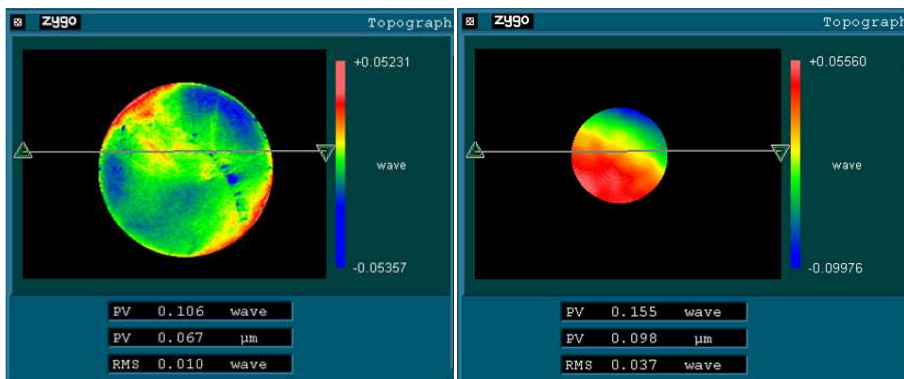 zygo Topograph
+0.05231
wave
-0.05357
PV 0.106 wave
PV 0.067 µm
RMS 0.010 wave
zygo Topograph
+0.05560
wave
-0.09976
PV 0.155 wave
PV 0.098 µm
RMS 0.037 wave